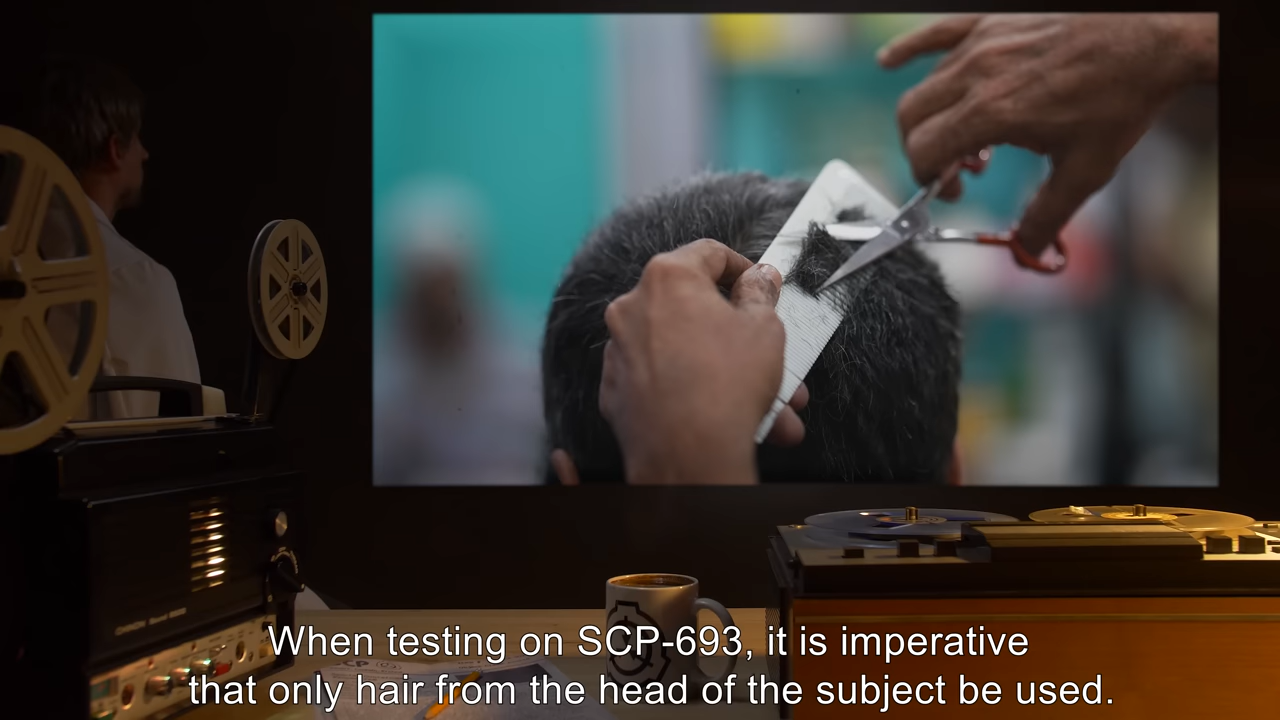 When testing on SCP-693, it is imperative
that only hair from the head of the subject be used.